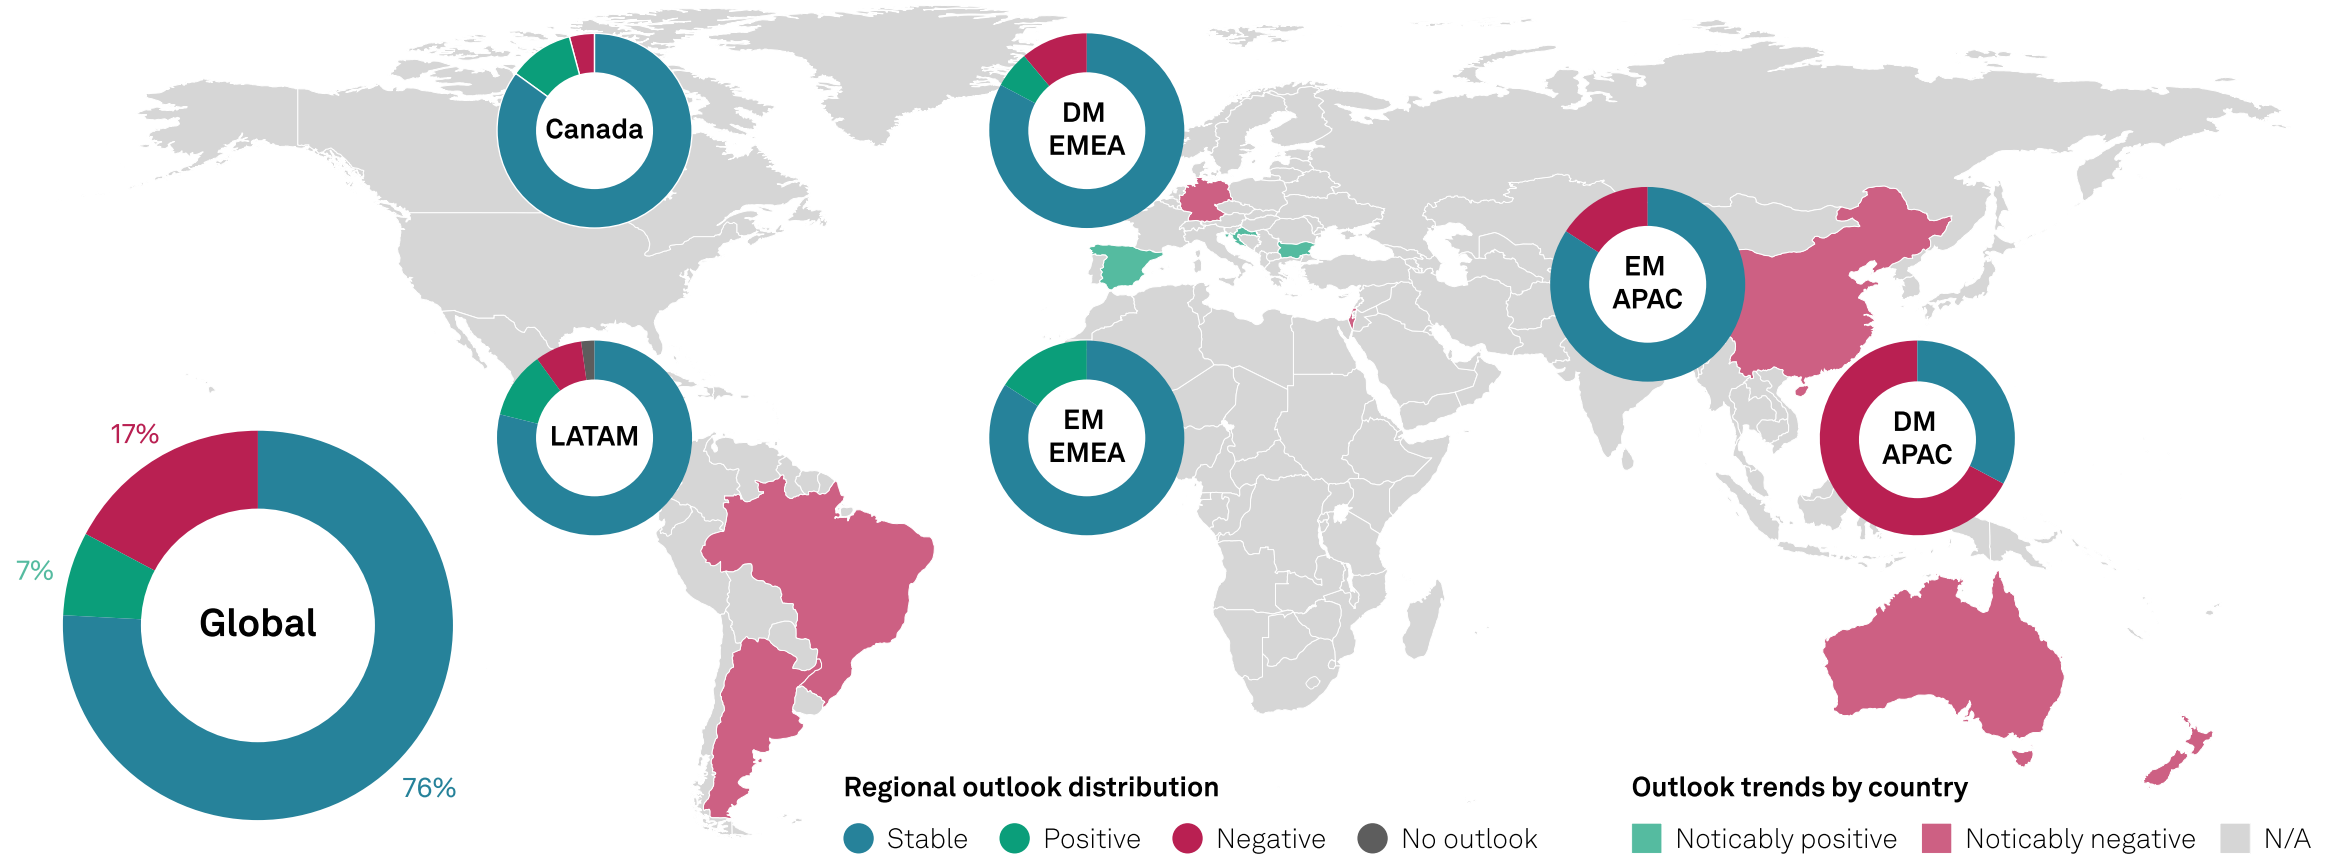 Canada
DM
EMEA
EM
APAC
LATAM
EM
EMEA
DM
APAC
17%
7%
Global
76%
Regional outlook distribution
Stable
Positive
Negative
No outlook
Outlook trends by country
Noticably positive
Noticably negative
N/A